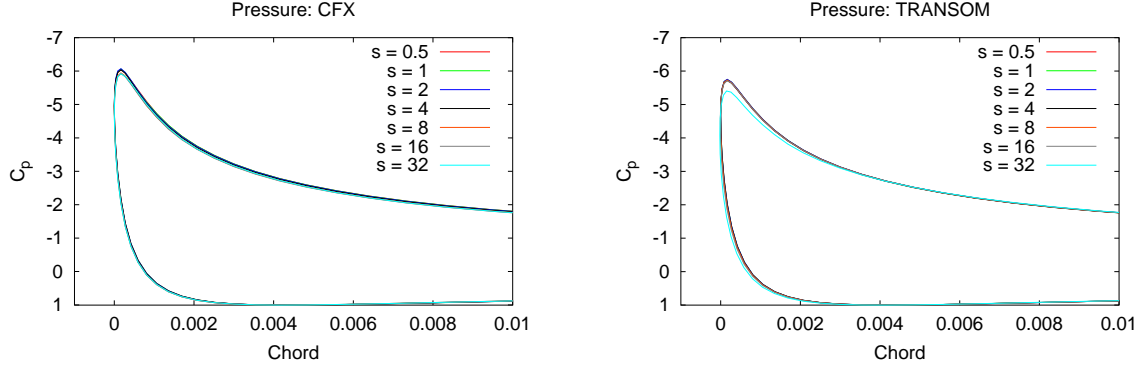 Pressure: CFX
-7
-6
-5
-4
-3
-2
-1
0
1
C_p
s = 0.5
s = 1
s = 2
s = 4
s = 8
s = 16
s = 32
0 0.002 0.004 0.006 0.008 0.01
Chord
Pressure: TRANSOM
-7
-6
-5
-4
-3
-2
-1
0
1
C_p
s = 0.5
s = 1
s = 2
s = 4
s = 8
s = 16
s = 32
0 0.002 0.004 0.006 0.008 0.01
Chord